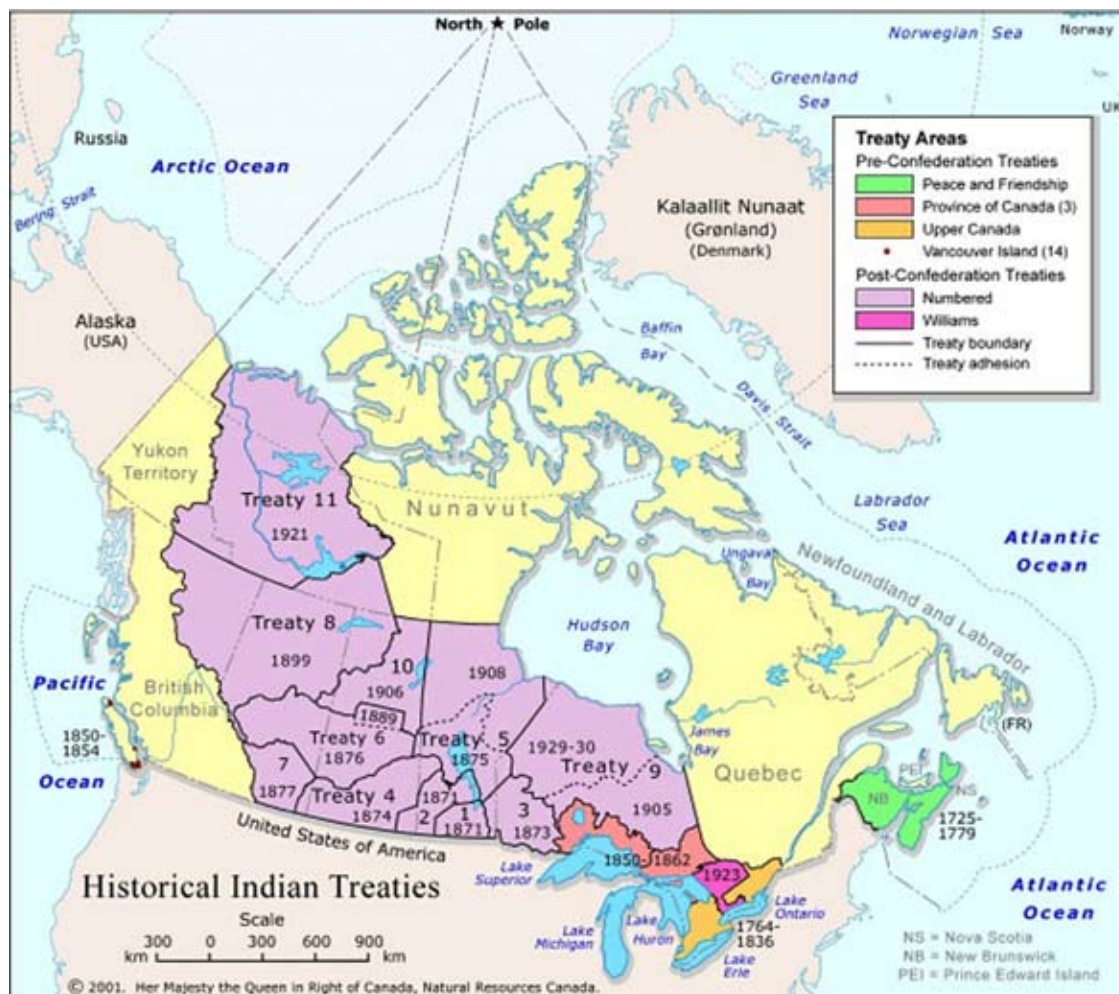 North ★ Pole
Norwegian Sea
Norway
Greenland
Sea
UK
Russia
Arctic Ocean
Bering Strait
Kalaallit Nunaat
(Grønland)
(Denmark)
Treaty Areas
Pre-Confederation Treaties
Peace and Friendship
Province of Canada (3)
Upper Canada
Vancouver Island (14)
Post-Confederation Treaties
Numbered
Williams
Treaty boundary
Treaty adhesion
Alaska
(USA)
Baffin
Bay
Davis Strait
Yukon
Territory
Treaty 11
1921
Nunavut
Labrador
Sea
Atlantic
Ocean
Ungava
Bay
Newfoundland and Labrador
Treaty 8
1899
Hudson
Bay
10
1906
1908
1889
Pacific
Ocean
British
Columbia
1850-
1854
Treaty 6
1876
Treaty 5
1875
1929-30
Treaty 9
1905
James
Bay
Quebec
(FR)
7
1877
Treaty 4
1874
1871
2
1
1871
3
1873
PEI
NB
NS
1725-
1779
United States of America
Lake
Superior
1850-
1862
1923
Lake
Michigan
Lake
Huron
Lake
Ontario
1764-
1836
Lake
Erie
Atlantic
Ocean
Historical Indian Treaties
Scale
300 0 300 600 900
km km
NS = Nova Scotia
NB = New Brunswick
PEI = Prince Edward Island
© 2001. Her Majesty the Queen in Right of Canada, Natural Resources Canada.